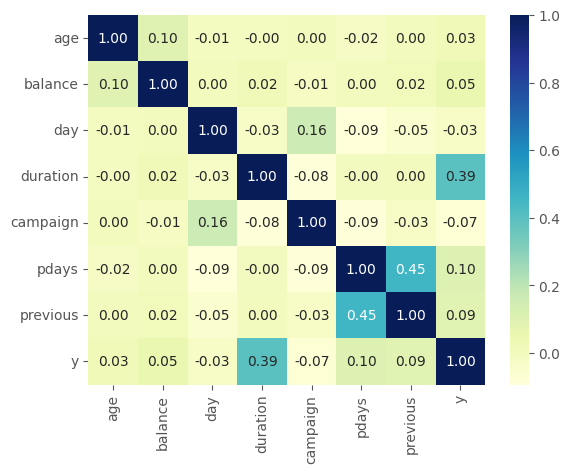 age 1.00 0.10 -0.01 -0.00 0.00 -0.02 0.00 0.03
balance 0.10 1.00 0.00 0.02 -0.01 0.00 0.02 0.05
day -0.01 0.00 1.00 -0.03 0.16 -0.09 -0.05 -0.03
duration -0.00 0.02 -0.03 1.00 -0.08 -0.00 0.00 0.39
campaign 0.00 -0.01 0.16 -0.08 1.00 -0.09 -0.03 -0.07
pdays -0.02 0.00 -0.09 -0.00 -0.09 1.00 0.45 0.10
previous 0.00 0.02 -0.05 0.00 -0.03 0.45 1.00 0.09
y 0.03 0.05 -0.03 0.39 -0.07 0.10 0.09 1.00
age balance day duration campaign pdays previous y
1.0
0.8
0.6
0.4
0.2
0.0